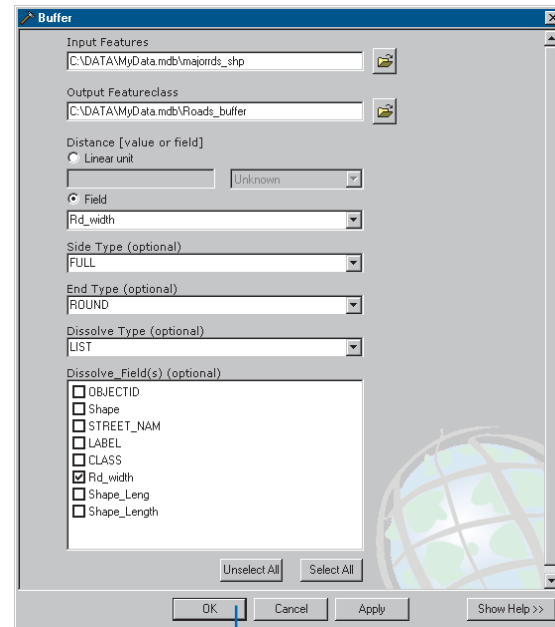 Buffer
Input Features
C:\DATA\MyData.mdb\majorrds_shp
Output Featureclass
C:\DATA\MyData.mdb\Roads_buffer
Distance [value or field]
Linear unit
Unknown
Field
Rd_width
Side Type (optional)
FULL
End Type (optional)
ROUND
Dissolve Type (optional)
LIST
Dissolve_Field(s) (optional)
OBJECTID
Shape
STREET_NAM
LABEL
CLASS
Rd_width
Shape_Leng
Shape_Length
Unselect All Select All
OK Cancel Apply Show Help >>